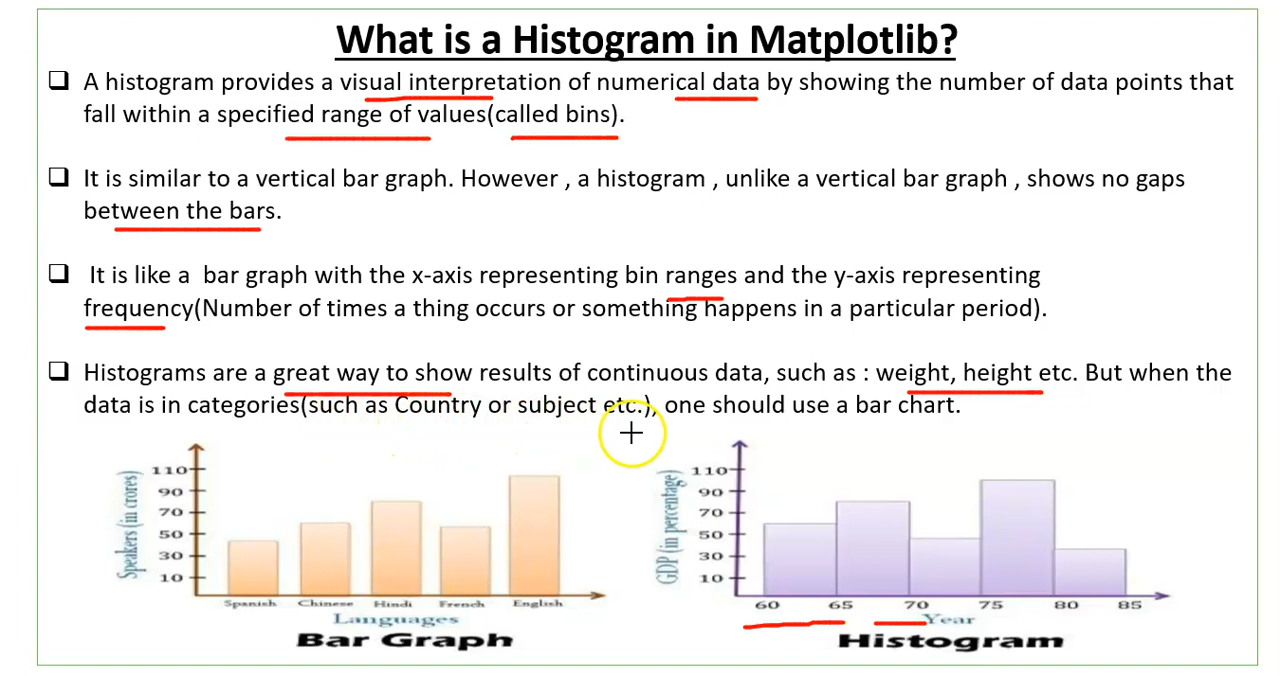 What is a Histogram in Matplotlib?
A histogram provides a visual interpretation of numerical data by showing the number of data points that
fall within a specified range of values(called bins).
It is similar to a vertical bar graph. However , a histogram , unlike a vertical bar graph , shows no gaps
between the bars.
It is like a bar graph with the x-axis representing bin ranges and the y-axis representing
frequency(Number of times a thing occurs or something happens in a particular period).
Histograms are a great way to show results of continuous data, such as : weight, height etc. But when the
data is in categories(such as Country or subject etc.), one should use a bar chart.
Speakers (in crores)
110
90
70
50
30
10
Spanish Chinese Hindi French English
Languages
Bar Graph
GDP (in percentage)
110
90
70
50
30
10
60 65 70 75 80 85
Year
Histogram